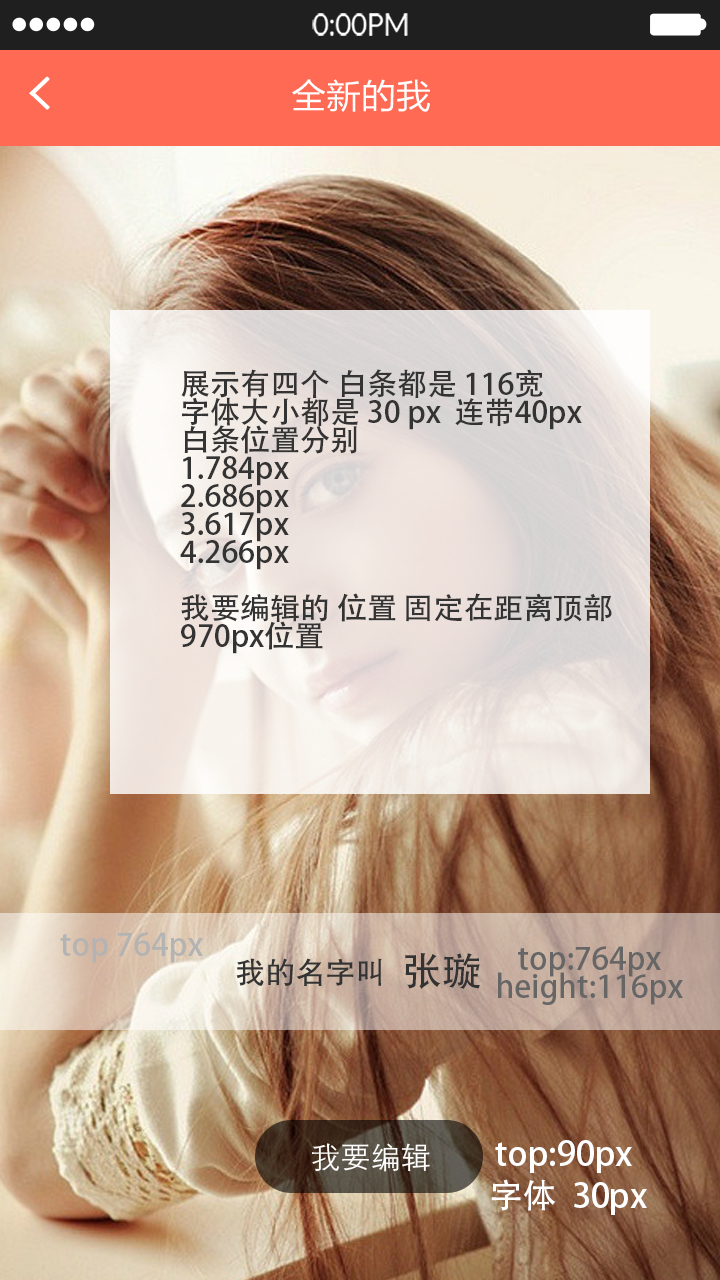 0:00PM
全新的我
展示有四个 白条都是 116宽
字体大小都是 30 px 连带40px
白条位置分别
1.784px
2.686px
3.617px
4.266px
我要编辑的 位置 固定在距离顶部
970px位置
top 764px
我的名字叫 张璇
top:764px
height:116px
我要编辑
top:90px
字体 30px